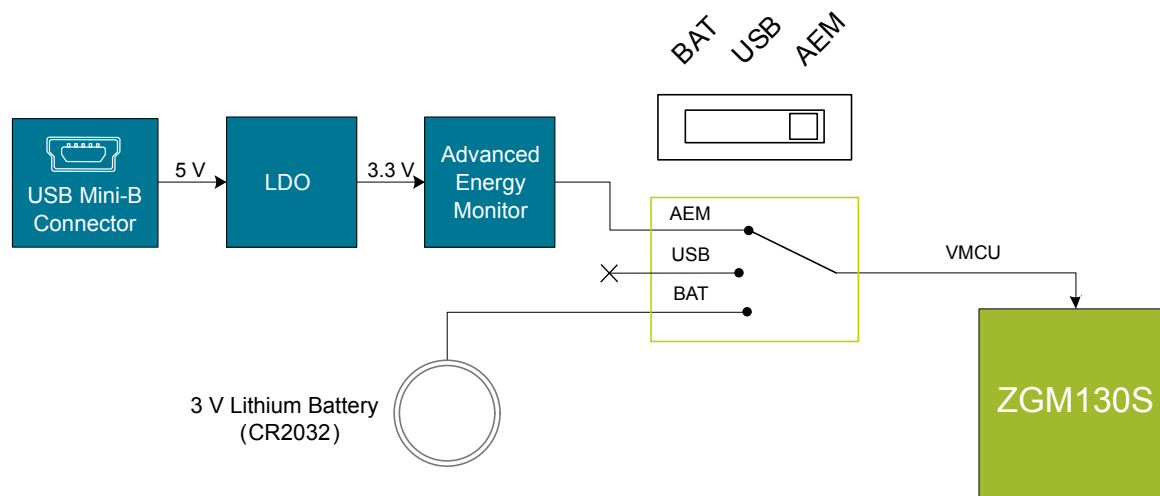 BAT
USB
AEM
USB Mini-B
Connector
5 V
LDO
3.3 V
Advanced
Energy
Monitor
AEM
USB
BAT
VMCU
3 V Lithium Battery
(CR2032)
ZGM130S